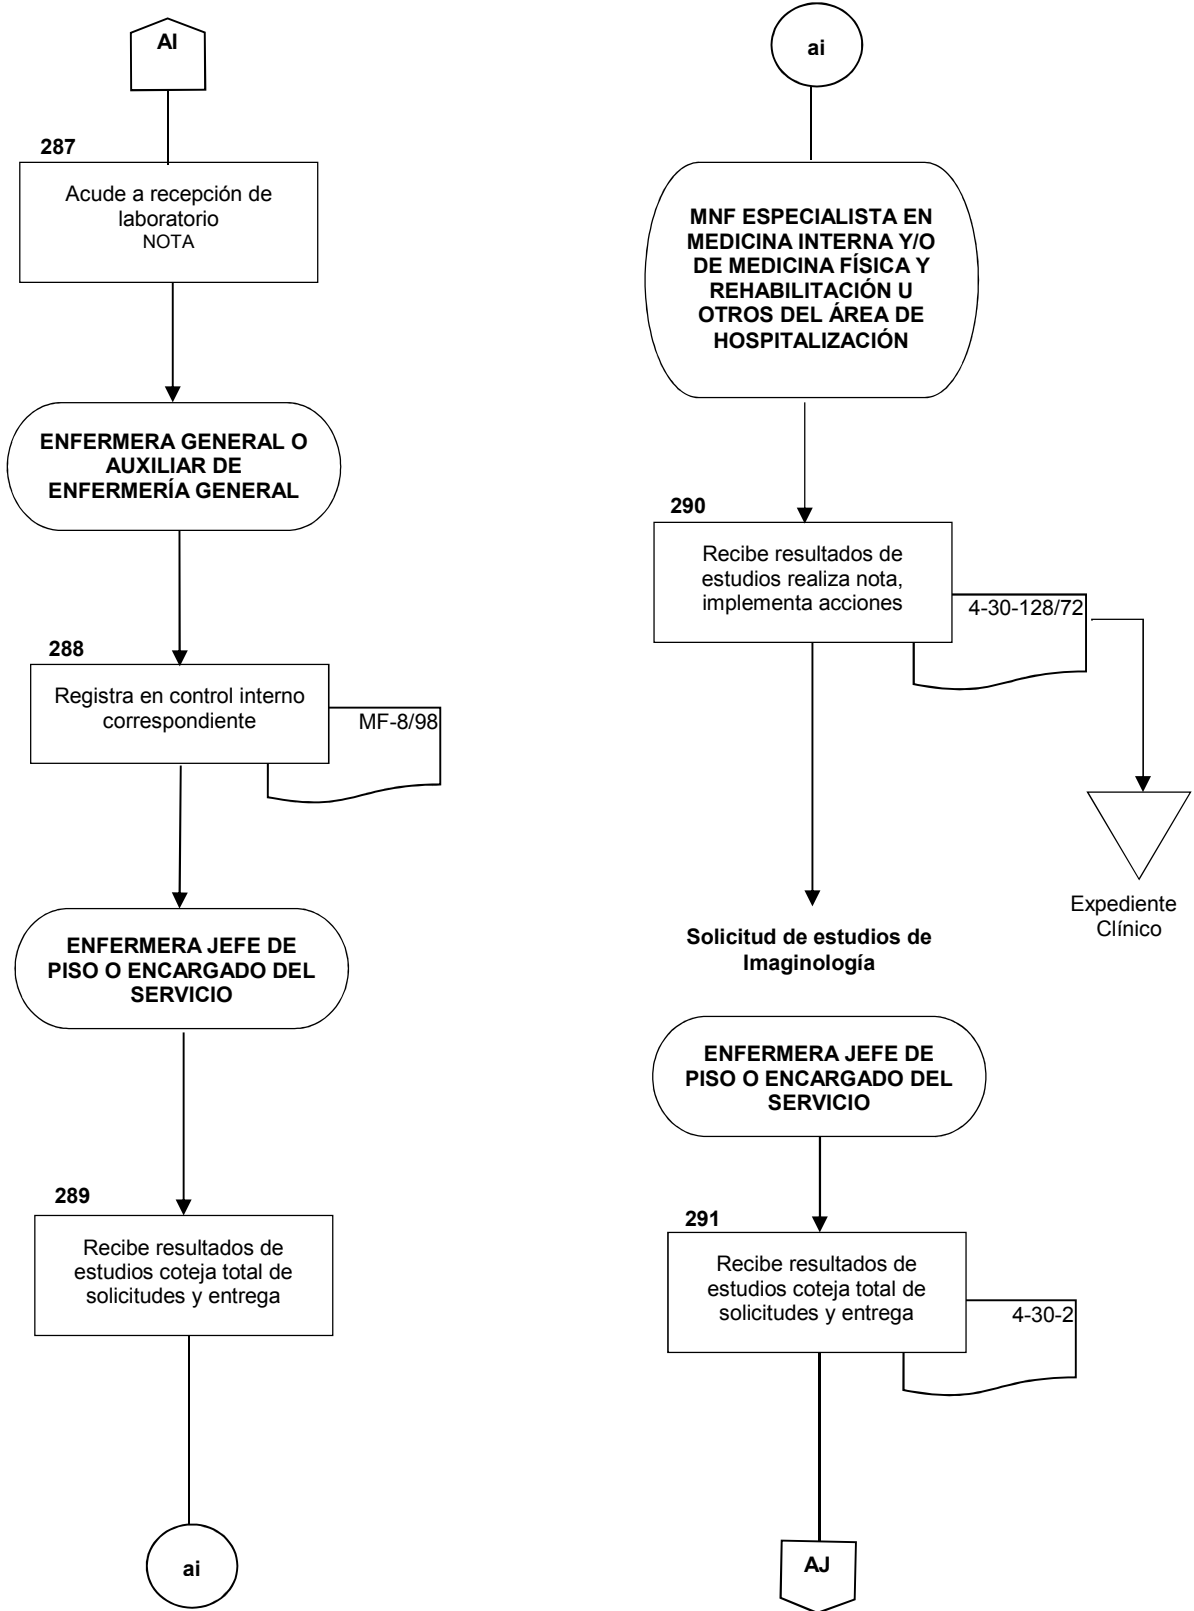 AI
287
Acude a recepción de
laboratorio
NOTA
ENFERMERA GENERAL O
AUXILIAR DE
ENFERMERÍA GENERAL
288
Registra en control interno
correspondiente
MF-8/98
ENFERMERA JEFE DE
PISO O ENCARGADO DEL
SERVICIO
289
Recibe resultados de
estudios coteja total de
solicitudes y entrega
ai
ai
MNF ESPECIALISTA EN
MEDICINA INTERNA Y/O
DE MEDICINA FÍSICA Y
REHABILITACIÓN U
OTROS DEL ÁREA DE
HOSPITALIZACIÓN
290
Recibe resultados de
estudios realiza nota,
implementa acciones
4-30-128/72
Expediente
Clínico
Solicitud de estudios de
Imaginología
ENFERMERA JEFE DE
PISO O ENCARGADO DEL
SERVICIO
291
Recibe resultados de
estudios coteja total de
solicitudes y entrega
4-30-2
AJ